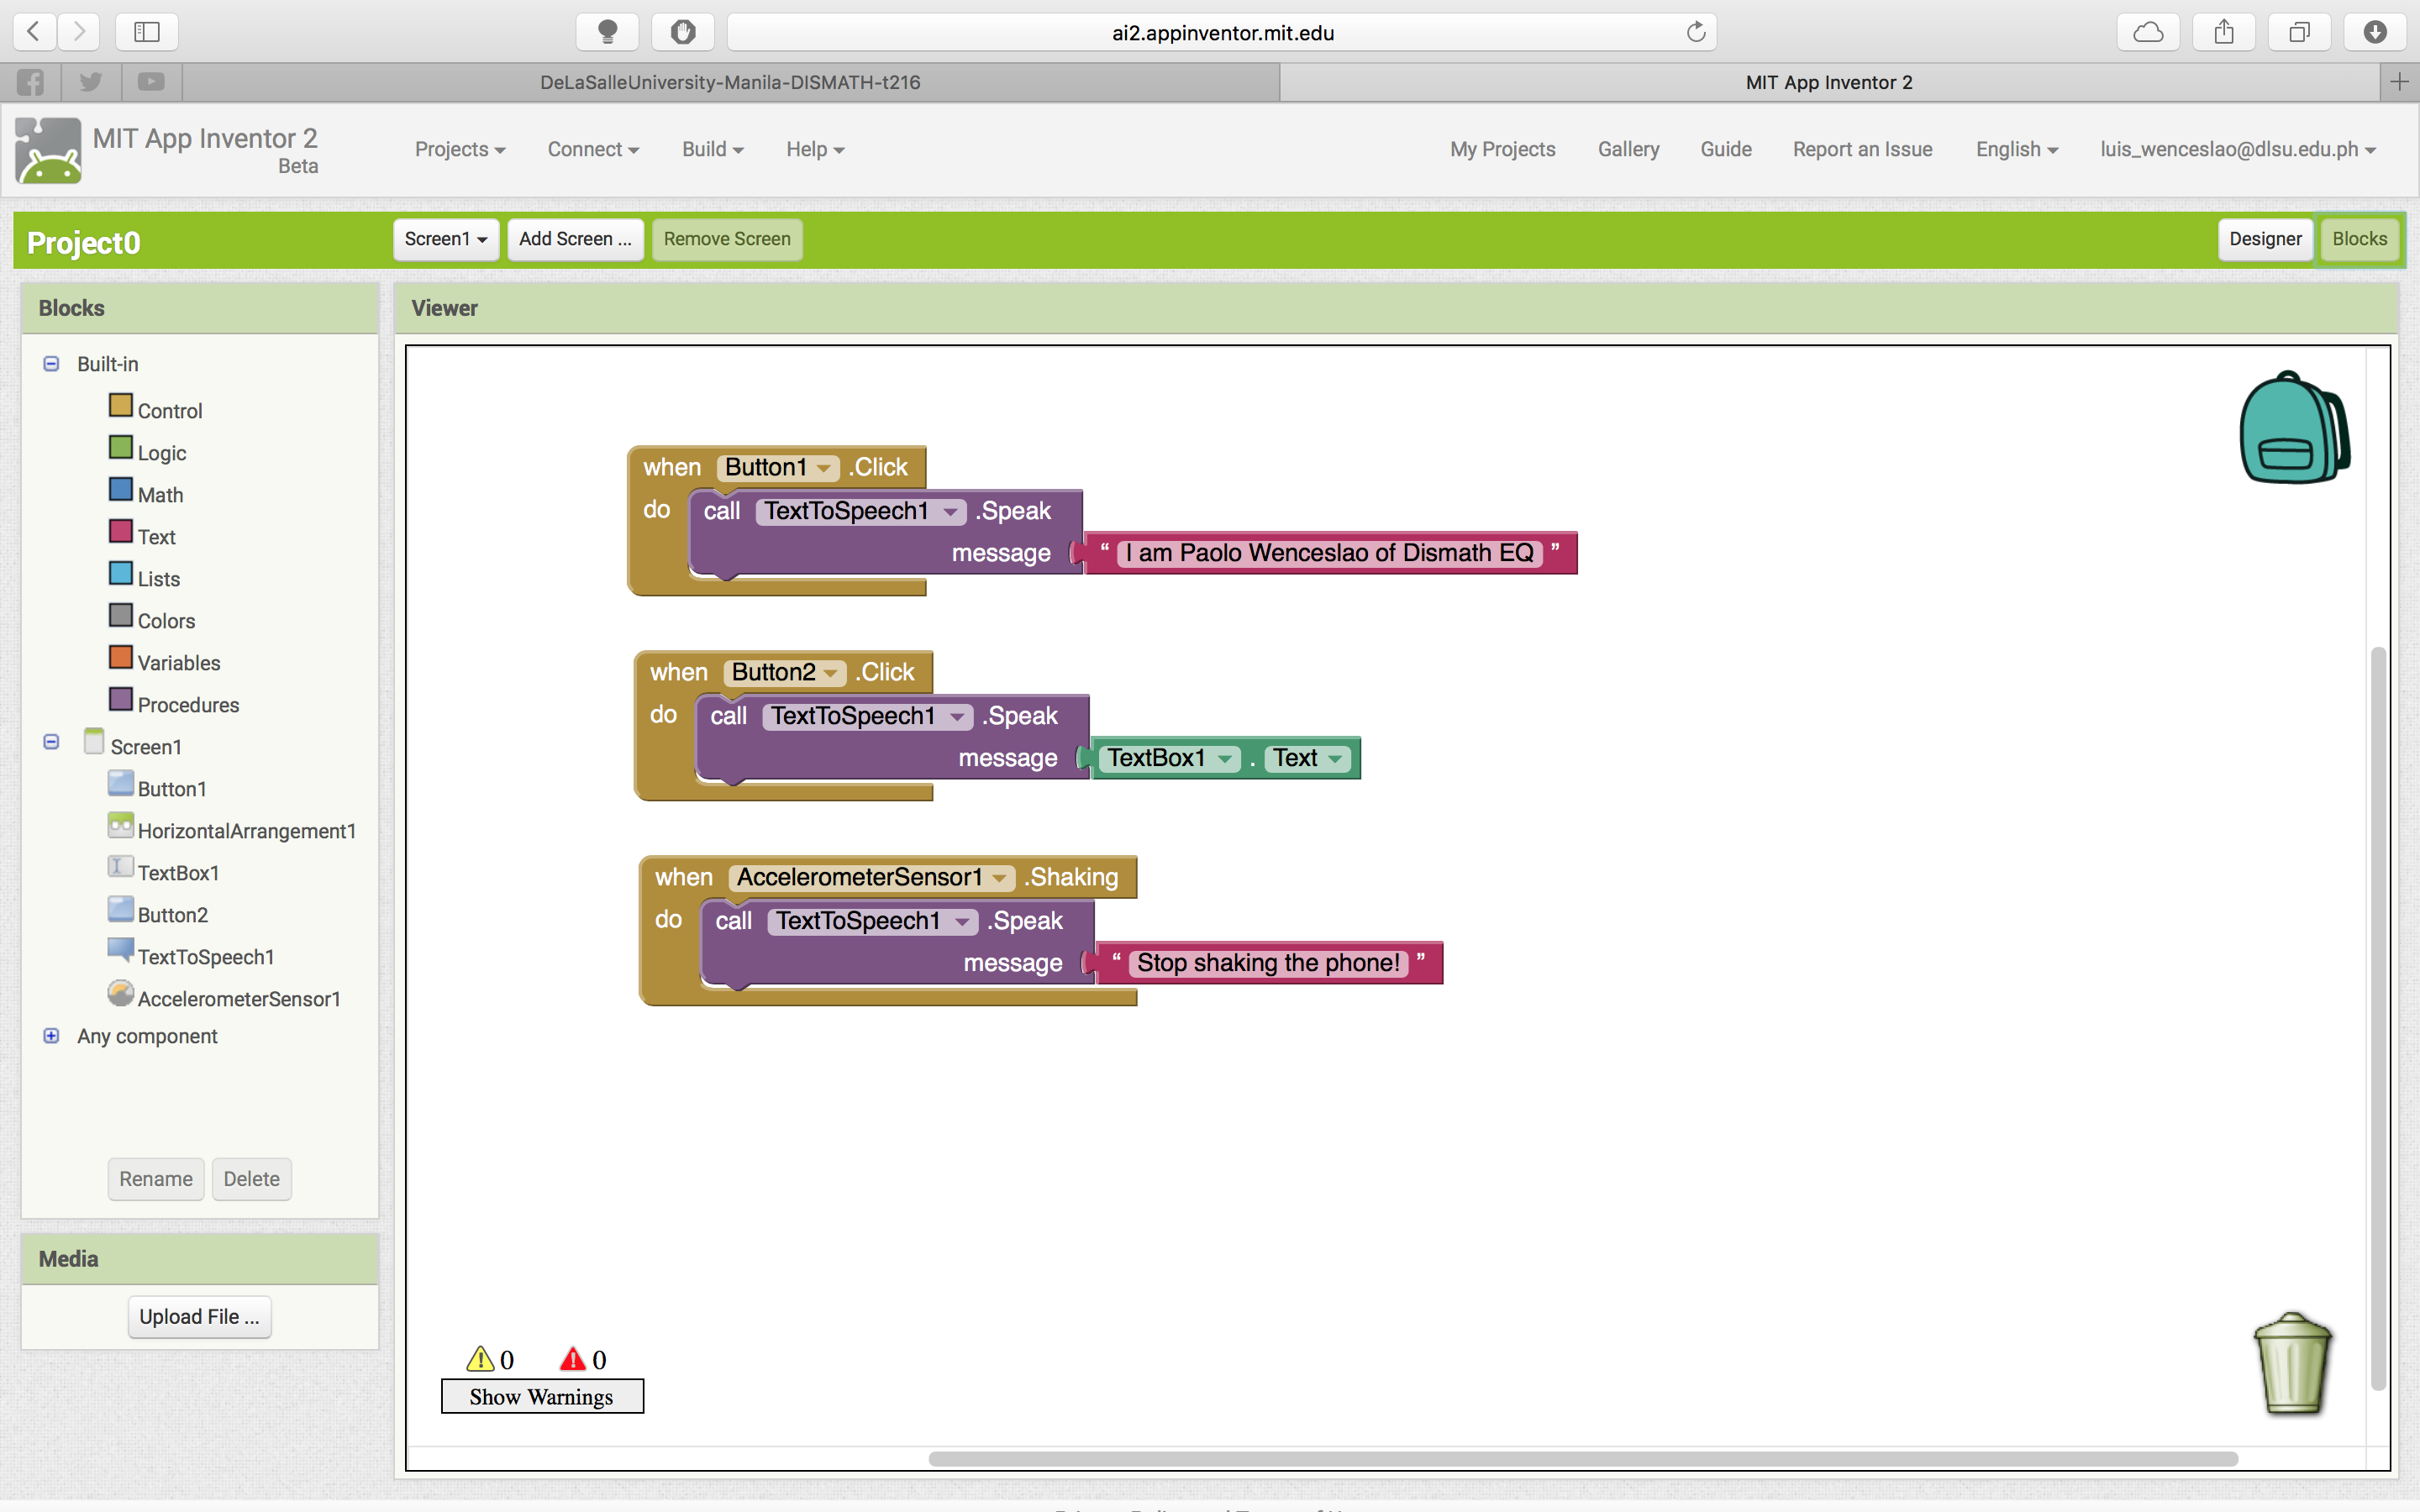 ai2.appinventor.mit.edu
DeLaSalleUniversity-Manila-DISMATH-t216
MIT App Inventor 2
MIT App Inventor 2
Beta
Projects
Connect
Build
Help
My Projects
Gallery
Guide
Report an Issue
English
luis_wenceslao@dlsu.edu.ph
Project0
Screen1
Add Screen ...
Remove Screen
Designer
Blocks
Blocks
Built-in
Control
Logic
Math
Text
Lists
Colors
Variables
Procedures
Screen1
Button1
HorizontalArrangement1
TextBox1
Button2
TextToSpeech1
AccelerometerSensor1
Any component
Rename
Delete
Media
Upload File ...
Viewer
when Button1 .Click
do call TextToSpeech1 .Speak
message “ I am Paolo Wenceslao of Dismath EQ ”
when Button2 .Click
do call TextToSpeech1 .Speak
message TextBox1 . Text
when AccelerometerSensor1 .Shaking
do call TextToSpeech1 .Speak
message “ Stop shaking the phone! ”
0 0
Show Warnings